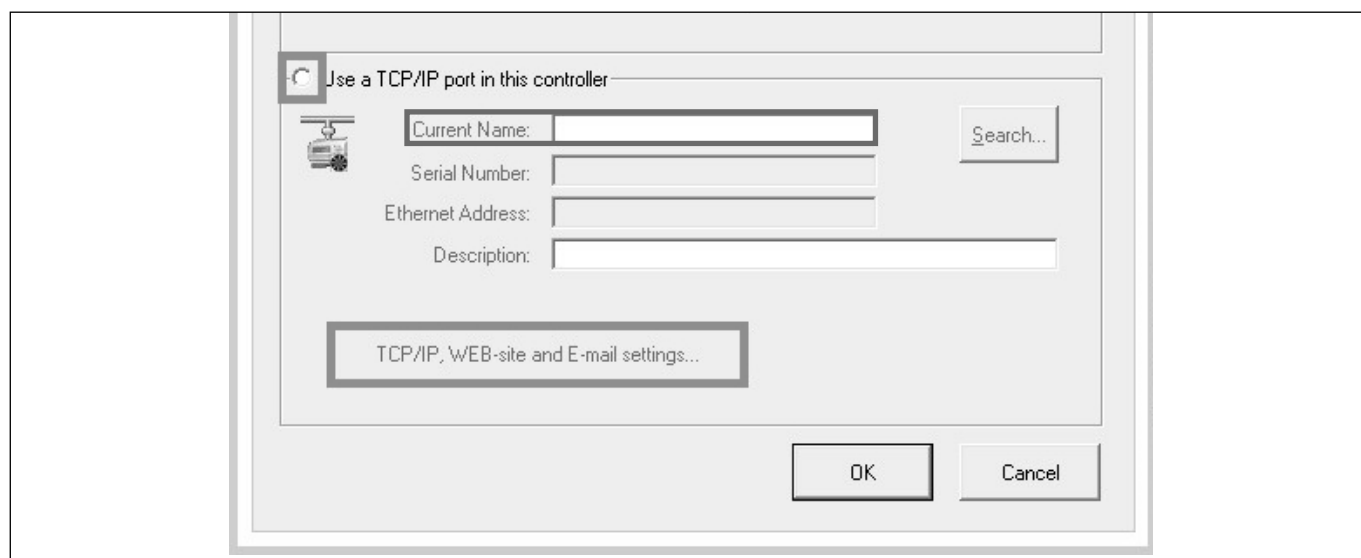 Use a TCP/IP port in this controller
Current Name:
Search...
Serial Number:
Ethernet Address:
Description:
TCP/IP, WEB-site and E-mail settings...
OK
Cancel